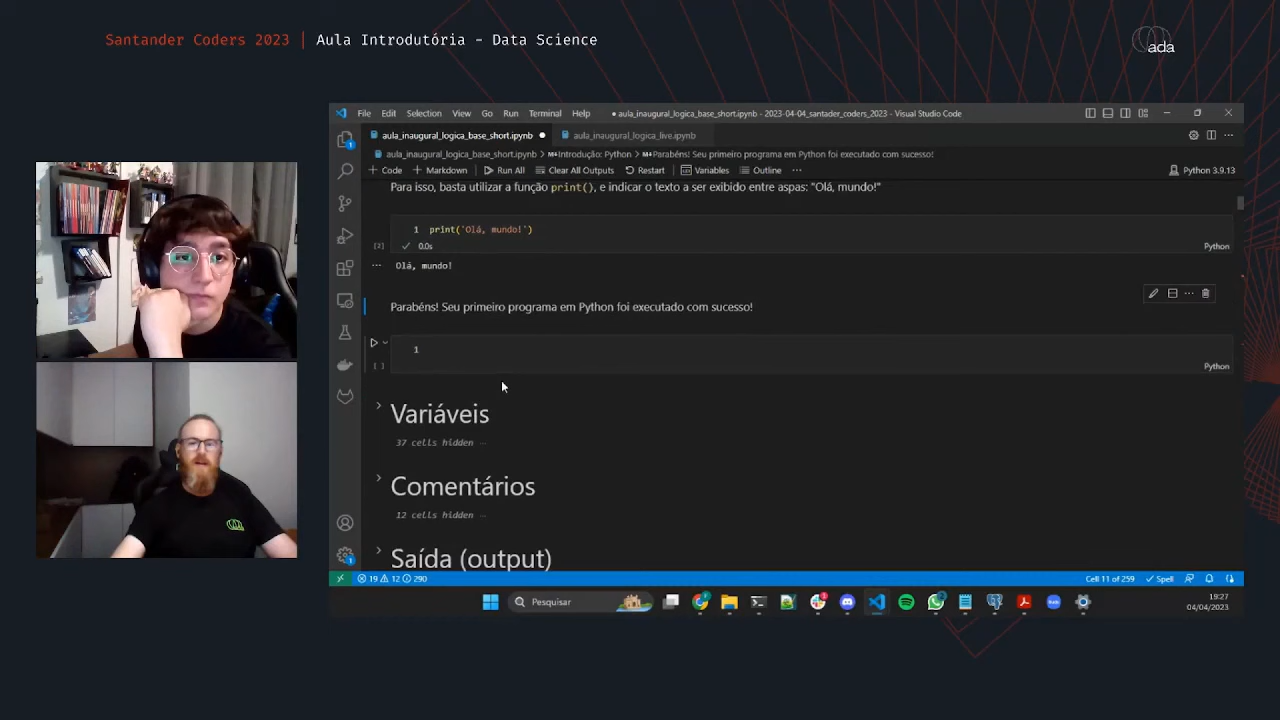 Santander Coders 2023 | Aula Introdutória - Data Science
ada
File Edit Selection View Go Run Terminal Help
● aula_inaugural_logica_base_short.ipynb - 2023-04-04_santader_coders_2023 - Visual Studio Code
aula_inaugural_logica_base_short.ipynb ●
aula_inaugural_logica_live.ipynb
aula_inaugural_logica_base_short.ipynb > M↓Introdução: Python > M↓Parabéns! Seu primeiro programa em Python foi executado com sucesso!
+ Code + Markdown Run All Clear All Outputs Restart Variables Outline ...
Python 3.9.13
Para isso, basta utilizar a função print(), e indicar o texto a ser exibido entre aspas: "Olá, mundo!"
1 print('Olá, mundo!')
0.0s
Python
Olá, mundo!
Parabéns! Seu primeiro programa em Python foi executado com sucesso!
1
[ ]
Python
Variáveis
37 cells hidden ...
Comentários
12 cells hidden ...
Saída (output)
19 12 290
Cell 11 of 259
Spell
Pesquisar
19:27
04/04/2023